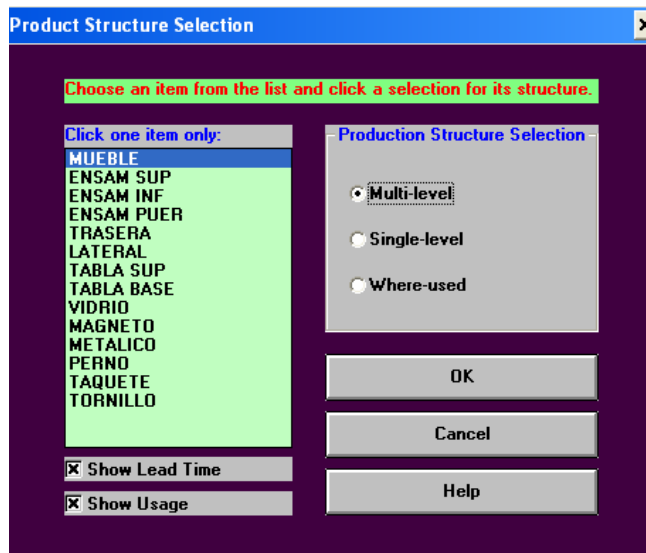 Product Structure Selection
Choose an item from the list and click a selection for its structure.
Click one item only:
MUEBLE
ENSAM SUP
ENSAM INF
ENSAM PUER
TRASERA
LATERAL
TABLA SUP
TABLA BASE
VIDRIO
MAGNETO
METALICO
PERNO
TAQUETE
TORNILLO
Show Lead Time
Show Usage
Production Structure Selection
Multi-level
Single-level
Where-used
OK
Cancel
Help